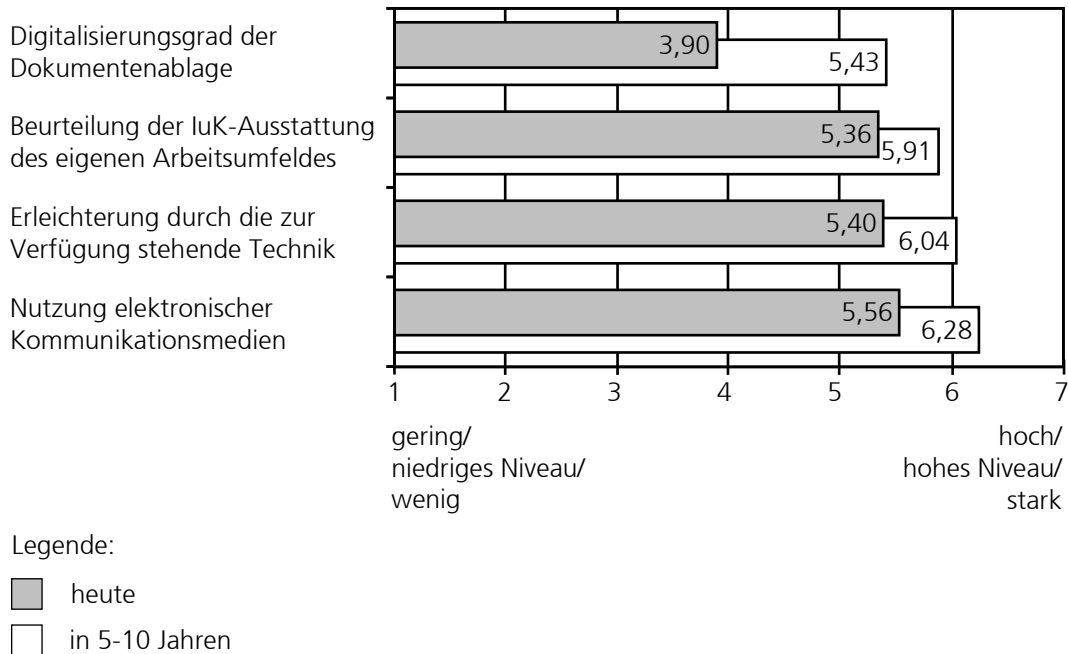 Digitalisierungsgrad der
Dokumentenablage
3,90
5,43
Beurteilung der IuK-Ausstattung
des eigenen Arbeitsumfeldes
5,36
5,91
Erleichterung durch die zur
Verfügung stehende Technik
5,40
6,04
Nutzung elektronischer
Kommunikationsmedien
5,56
6,28
1 2 3 4 5 6 7
gering/
niedriges Niveau/
wenig
hoch/
hohes Niveau/
stark
Legende:
heute
in 5-10 Jahren